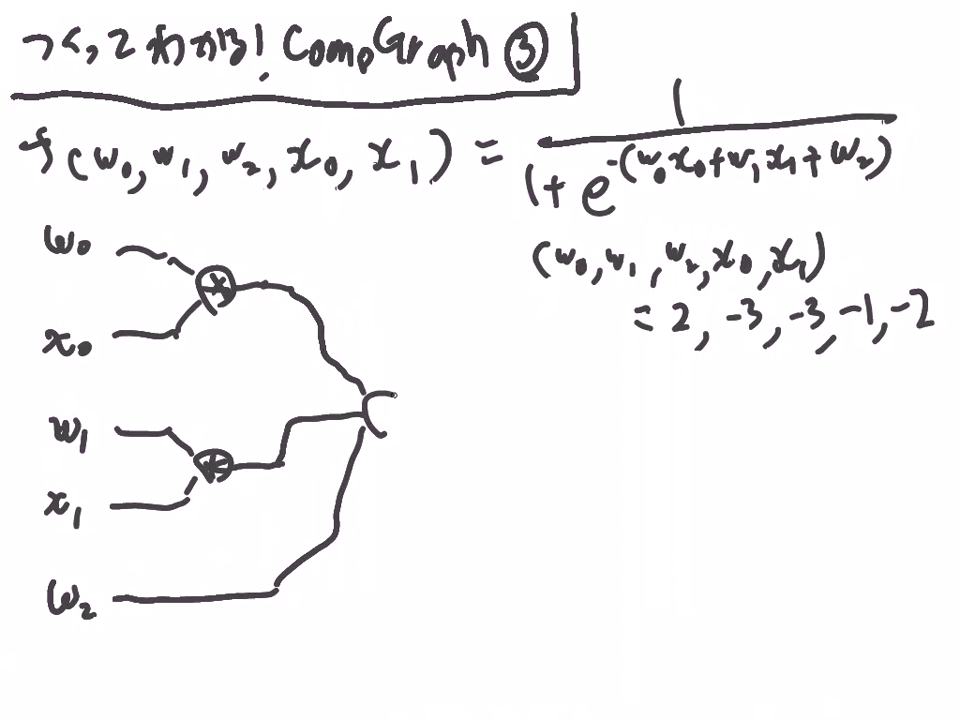 つくってわかる! CompGraph ③
f(w₀, w₁, w₂, x₀, x₁) = 1 / (1 + e^-(w₀x₀+w₁x₁+w₂))
w₀
(w₀, w₁, w₂, x₀, x₁)
*
= 2, -3, -3, -1, -2
x₀
w₁
*
x₁
w₂